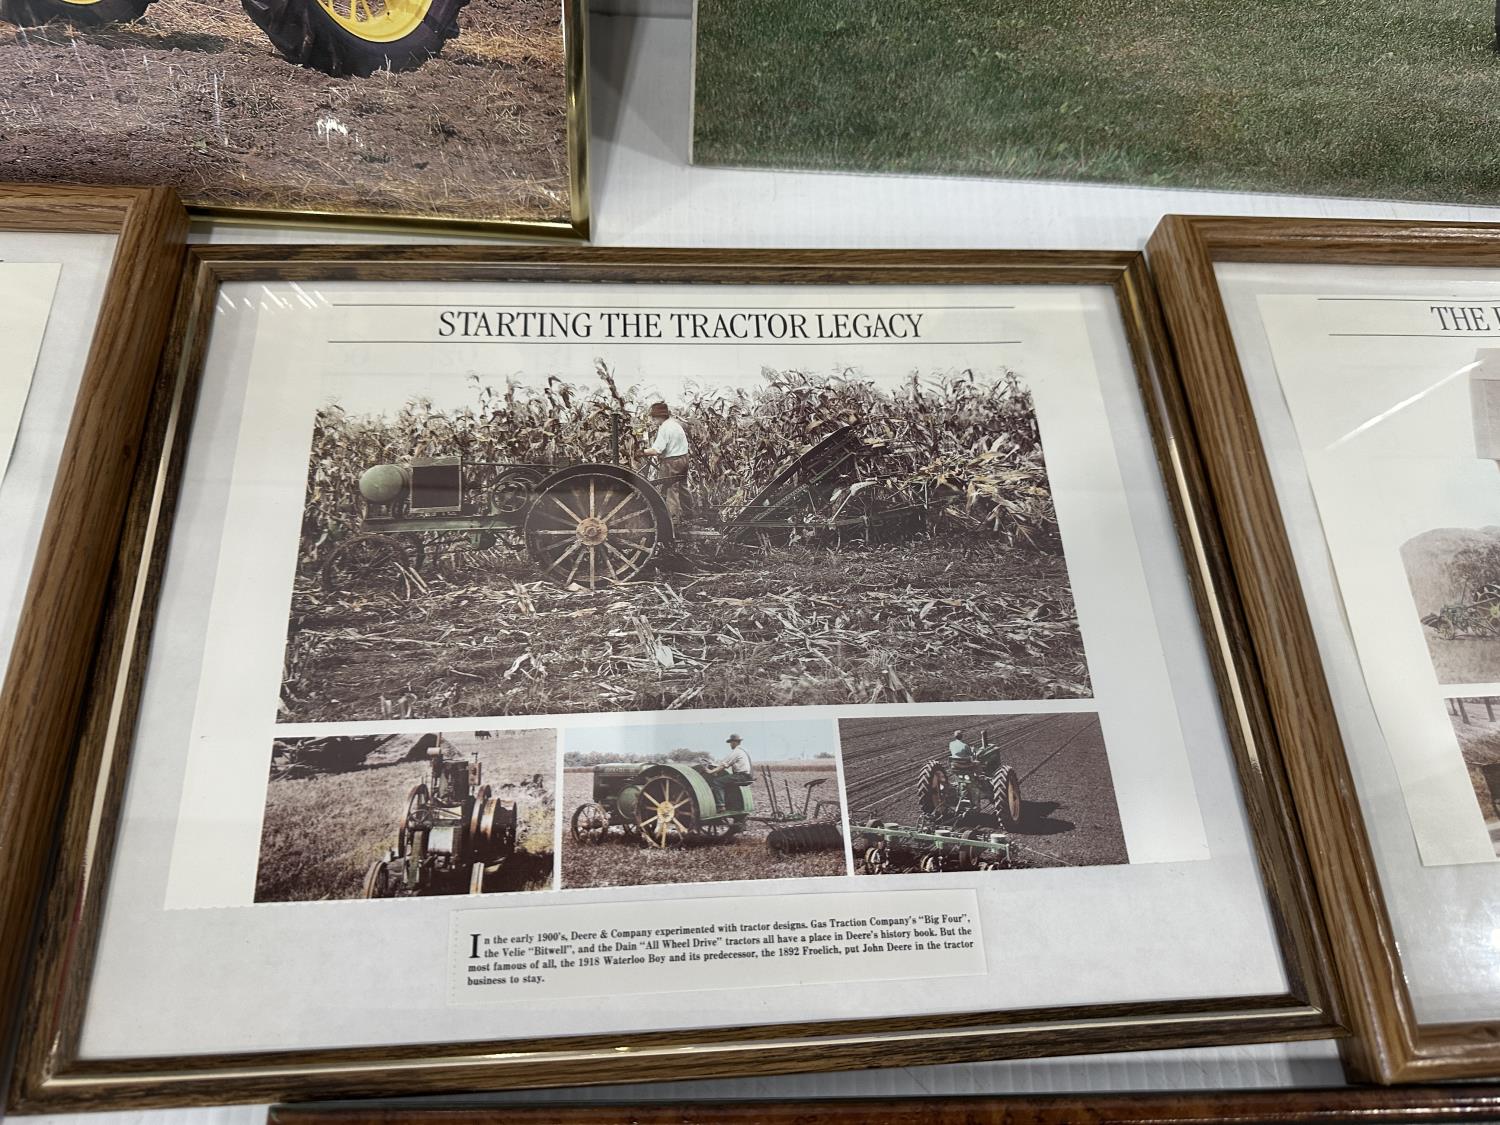 STARTING THE TRACTOR LEGACY
THE
In the early 1900's, Deere & Company experimented with tractor designs. Gas Traction Company's "Big Four",
the Velie "Bitwell", and the Dain "All Wheel Drive" tractors all have a place in Deere's history book. But the
most famous of all, the 1918 Waterloo Boy and its predecessor, the 1892 Froelich, put John Deere in the tractor
business to stay.